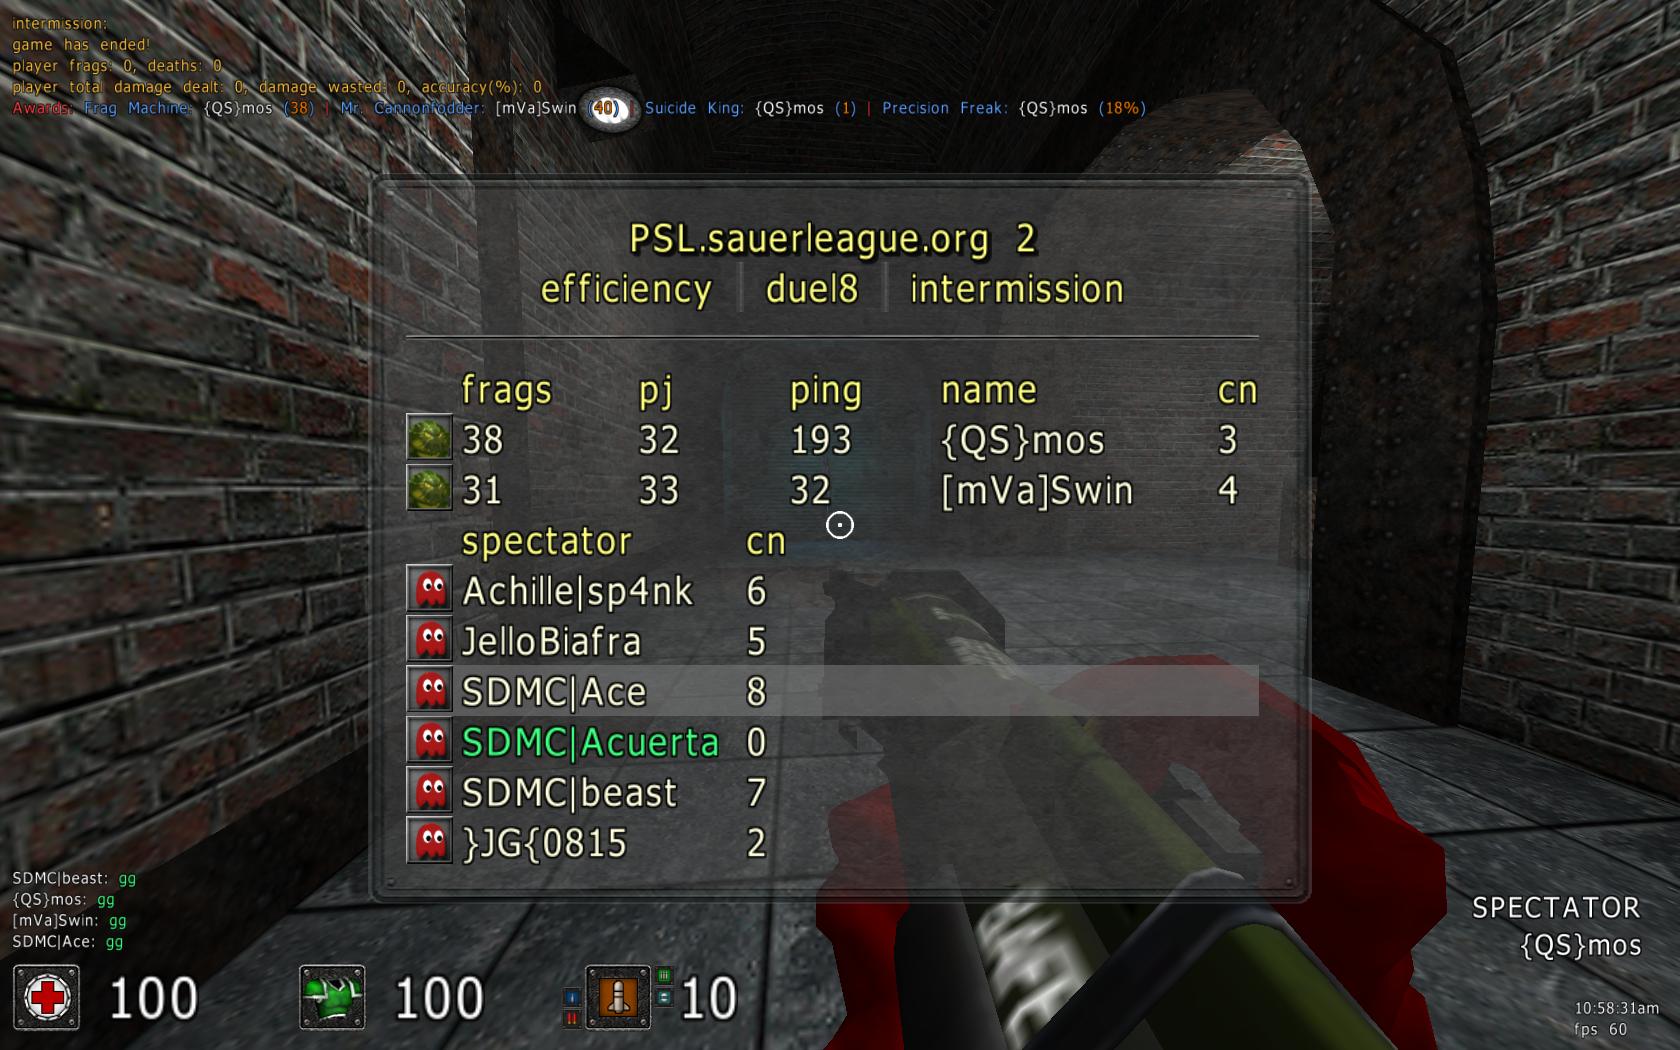 intermission:
game has ended!
player frags: 0, deaths: 0
player total damage dealt: 0, damage wasted: 0, accuracy(%): 0
Awards: Frag Machine: {QS}mos (38) | Mr. Cannonfodder: [mVa]Swin (40) | Suicide King: {QS}mos (1) | Precision Freak: {QS}mos (18%)
PSL.sauerleague.org 2
efficiency duel8 intermission
frags pj ping name cn
38 32 193 {QS}mos 3
31 33 32 [mVa]Swin 4
spectator cn
Achille|sp4nk 6
JelloBiafra 5
SDMC|Ace 8
SDMC|Acuerta 0
SDMC|beast 7
}JG{0815 2
SDMC|beast: gg
{QS}mos: gg
[mVa]Swin: gg
SDMC|Ace: gg
100 100 10
SPECTATOR
{QS}mos
10:58:31am
fps 60